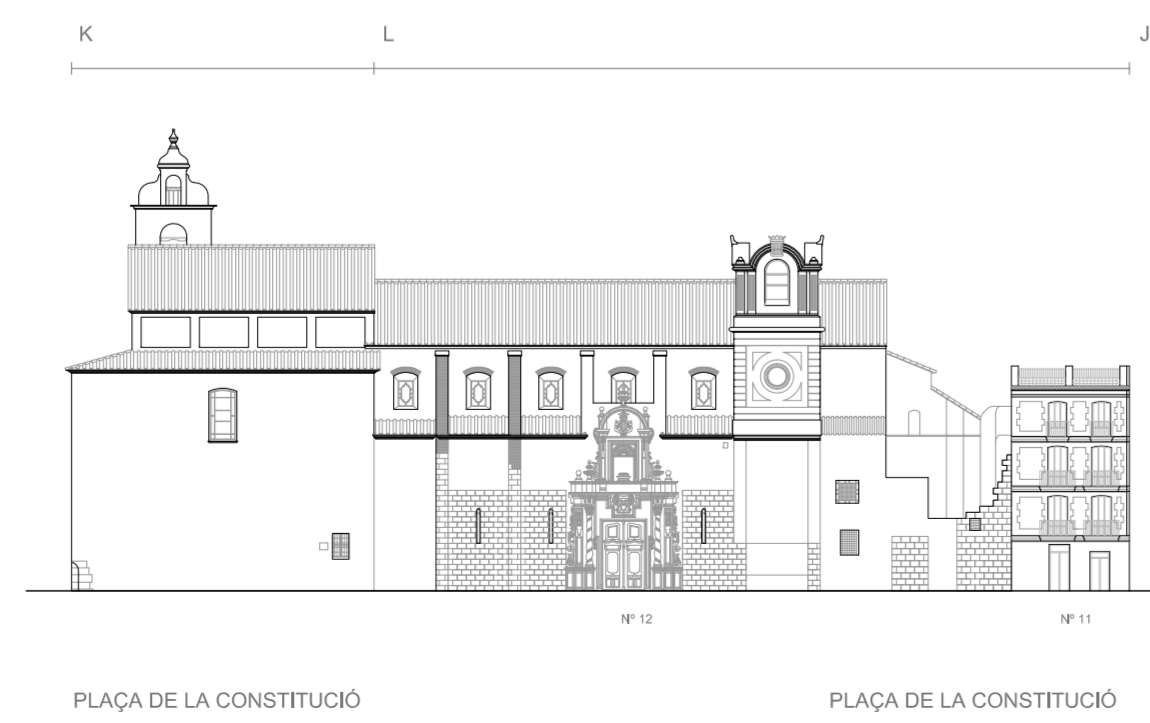 K L J
Nº 12 Nº 11
PLAÇA DE LA CONSTITUCIÓ PLAÇA DE LA CONSTITUCIÓ